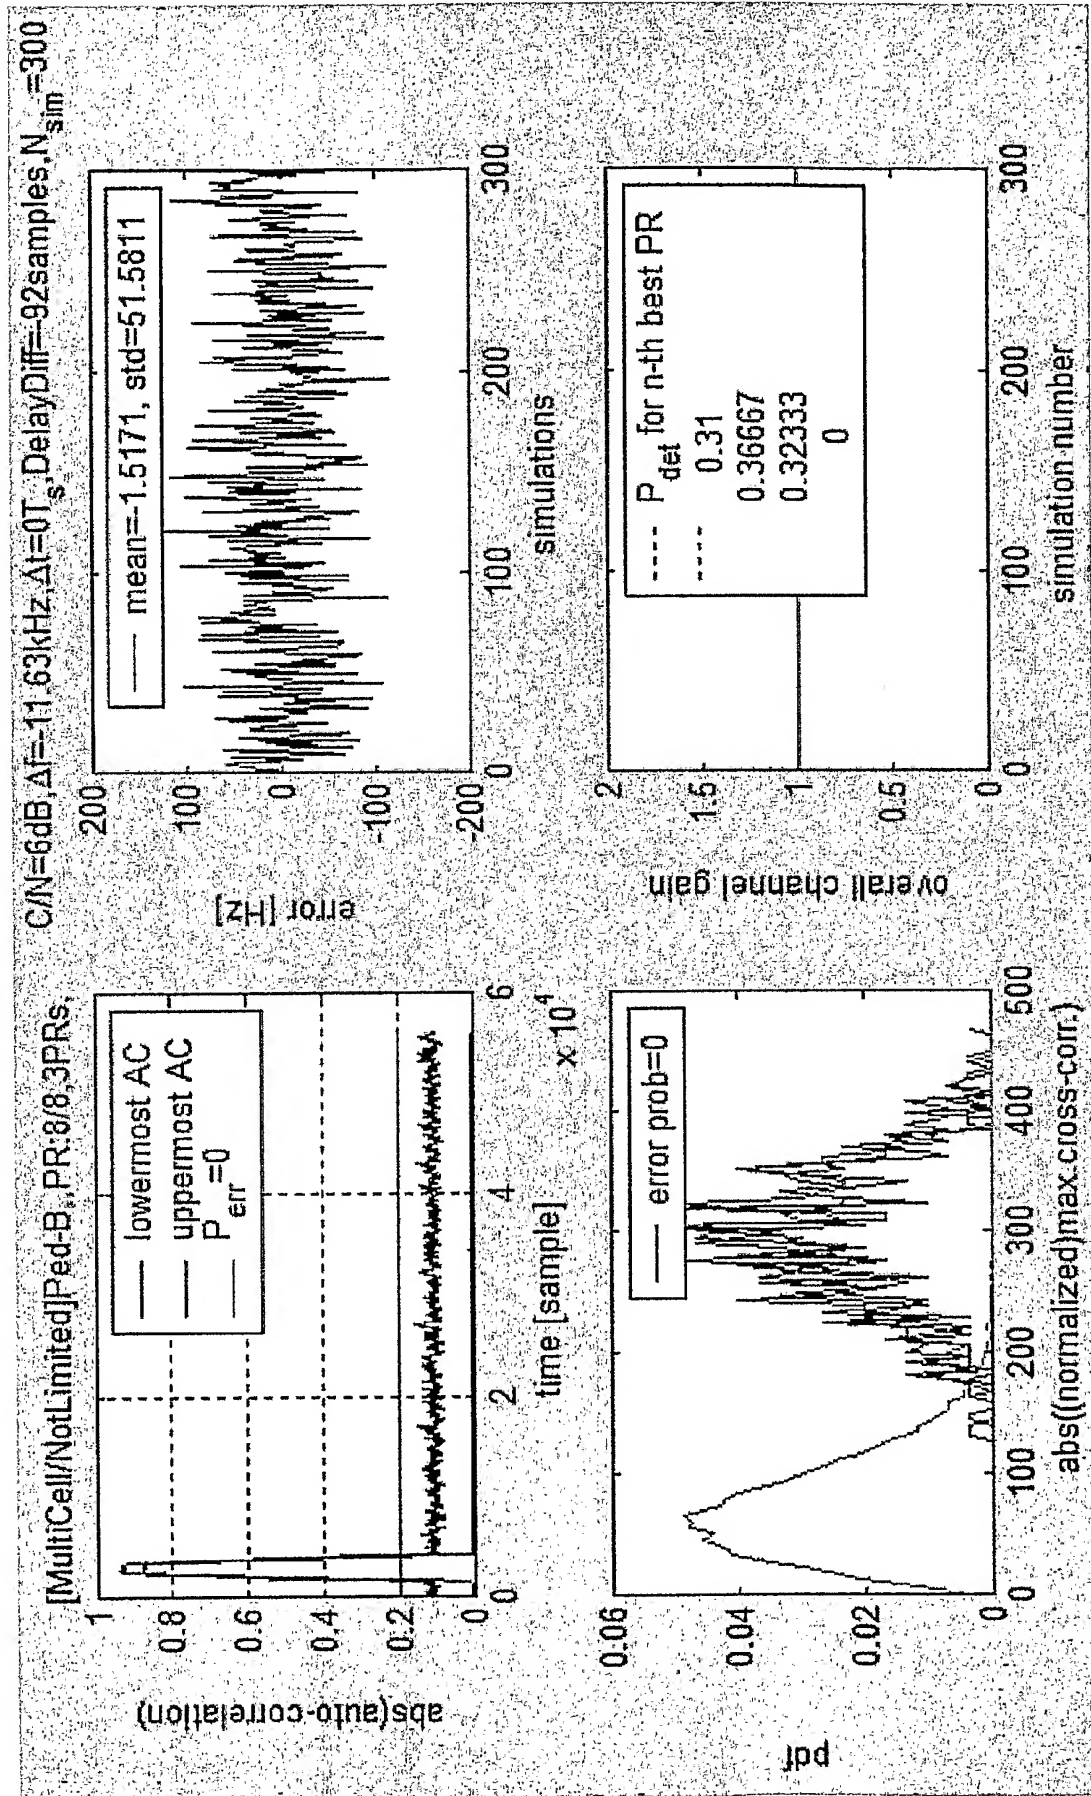 [MultiCell/NotLimited]Ped-B, PR:8/8,3PRs, C/N=6dB,Δf=-11.63kHz,Δt=0T_s,DelayDiff=-92samples,N_sim=300
abs(auto-correlation)
1
0.8
0.6
0.4
0.2
0
lowermost AC
uppermost AC
P_err=0
0 2 4 6
x 10^4
time [sample]
error [Hz]
200
100
0
-100
-200
mean=-1.5171, std=51.5811
0 100 200 300
simulations
pdf
0.06
0.04
0.02
0
error prob=0
0 100 200 300 400 500
abs((normalized)max.cross-corr.)
overall channel gain
2
1.5
1
0.5
0
P_det for n-th best PR
0.31
0.36667
0.32333
0
0 100 200 300
simulation number